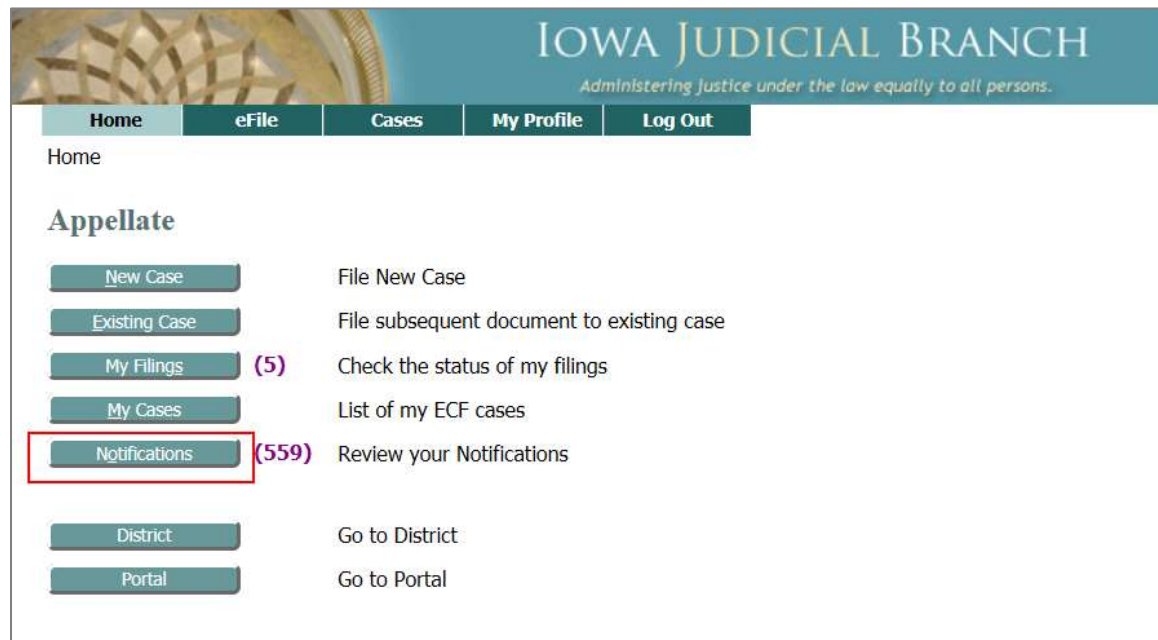 IOWA JUDICIAL BRANCH
Administering justice under the law equally to all persons.
Home eFile Cases My Profile Log Out
Home
Appellate
New Case File New Case
Existing Case File subsequent document to existing case
My Filings (5) Check the status of my filings
My Cases List of my ECF cases
Notifications (559) Review your Notifications
District Go to District
Portal Go to Portal